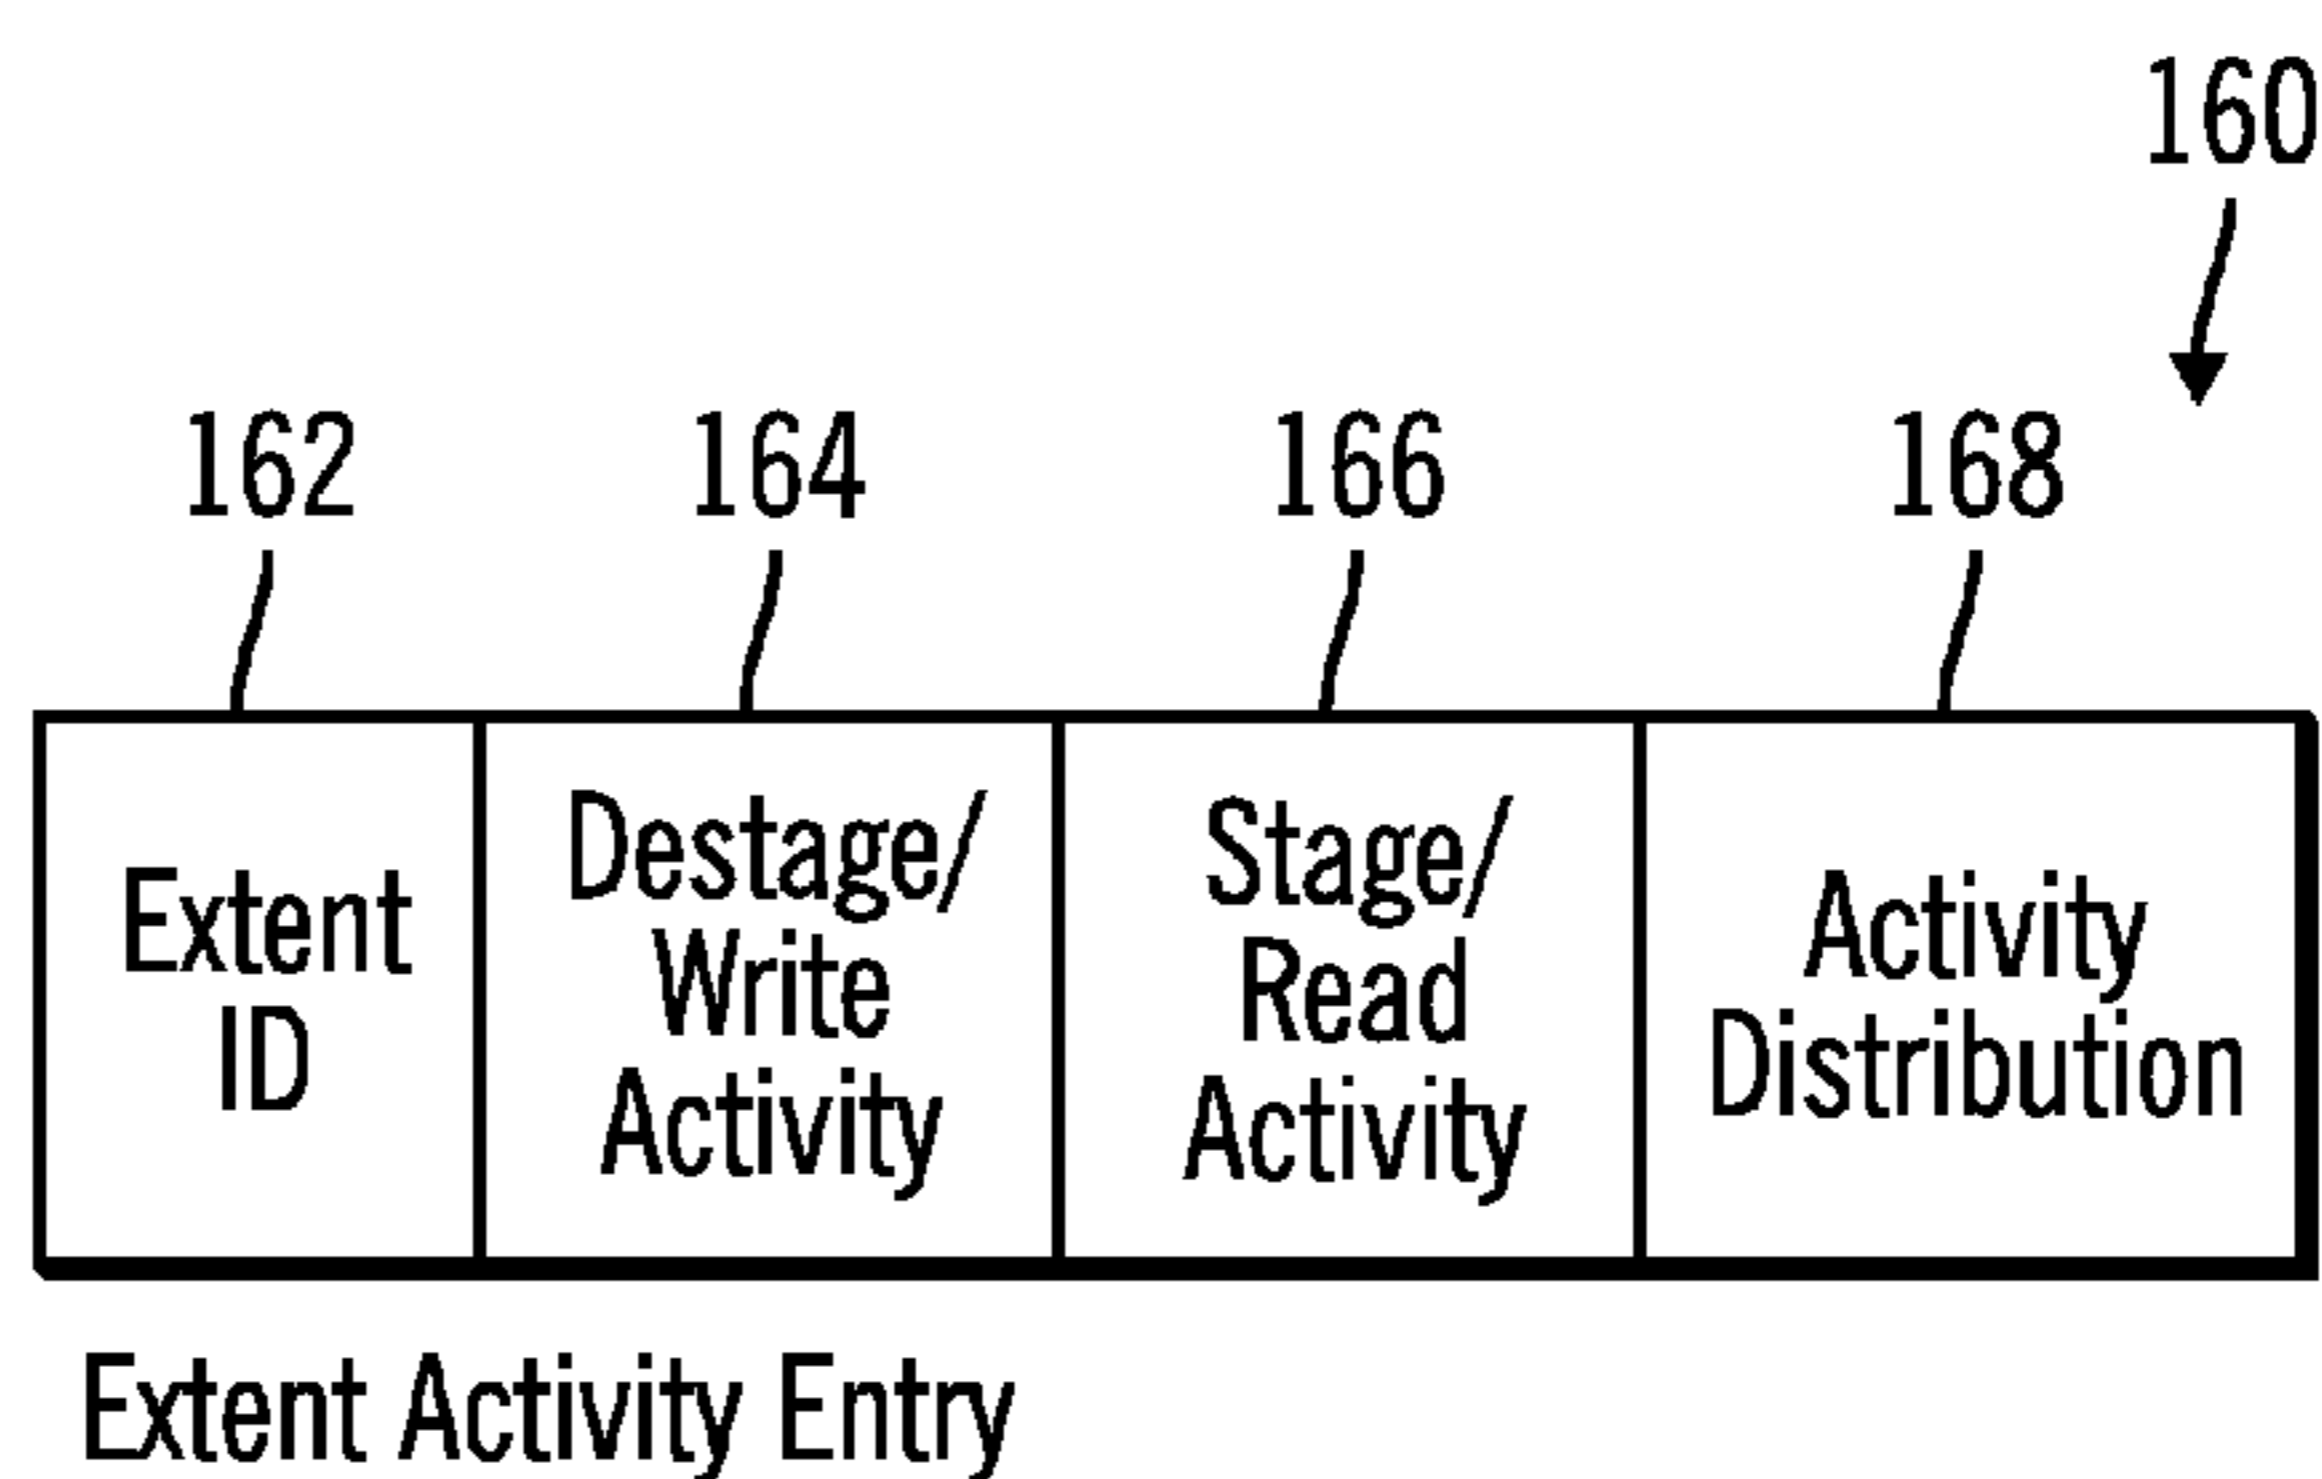 160
162
164
166
168
Extent
ID
Destage/
Write
Activity
Stage/
Read
Activity
Activity
Distribution
Extent Activity Entry